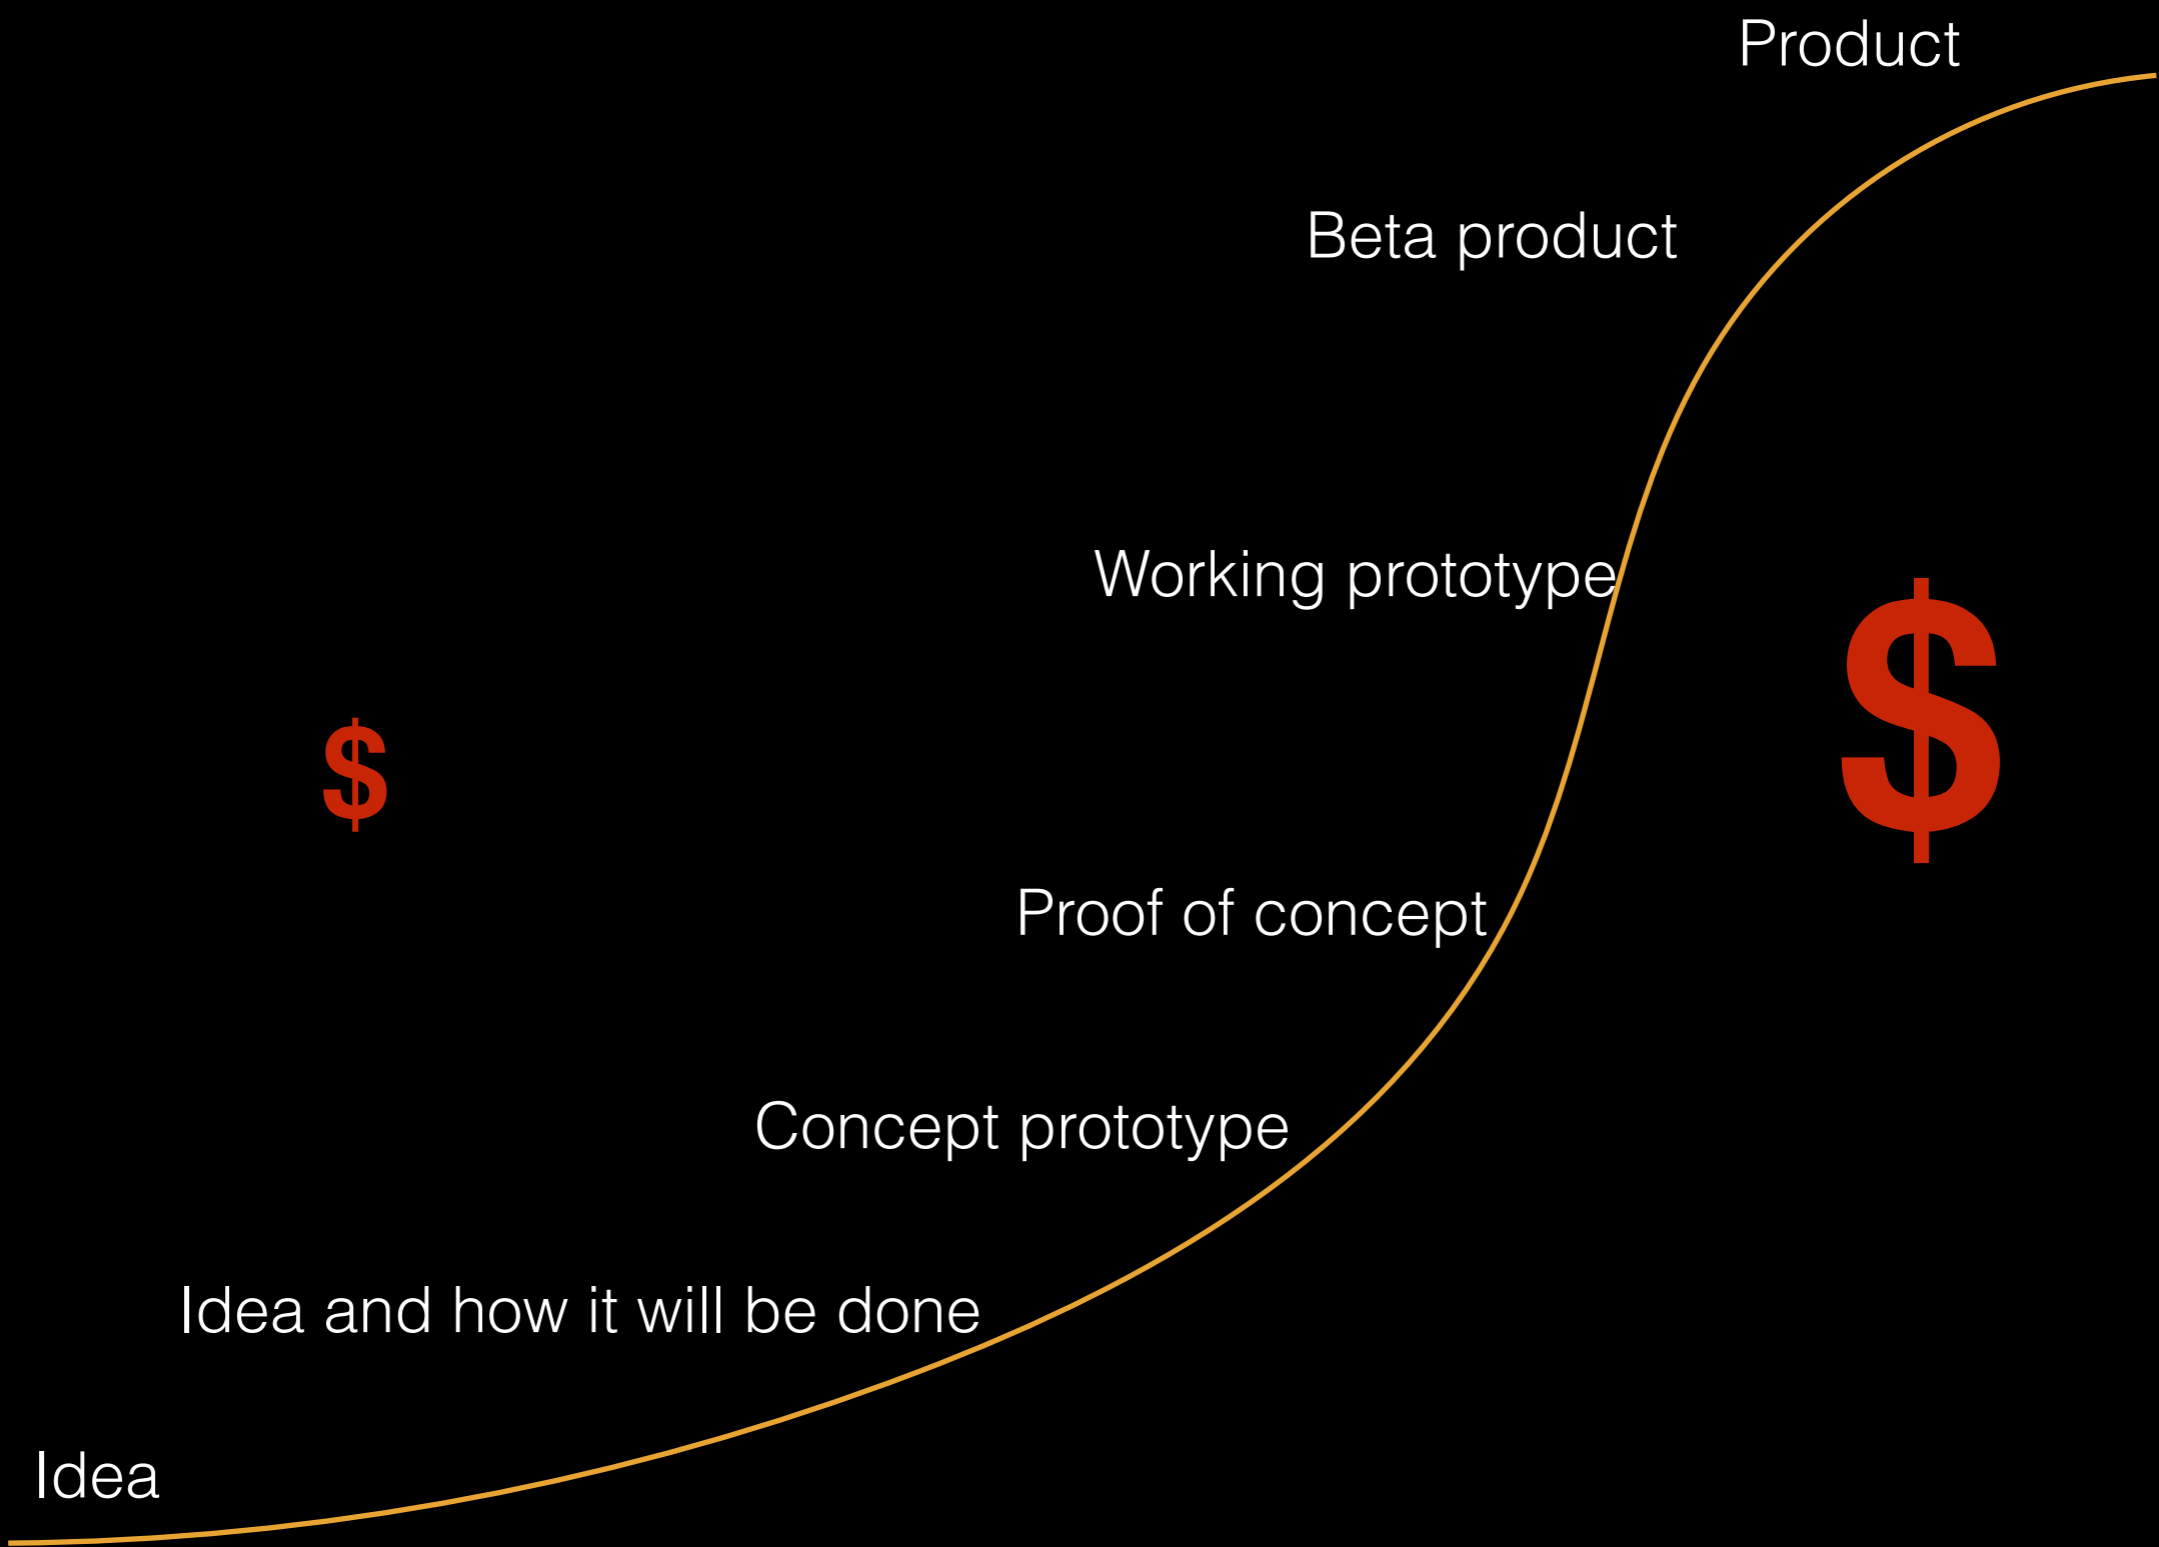 Product
Beta product
Working prototype
$
$
Proof of concept
Concept prototype
Idea and how it will be done
Idea